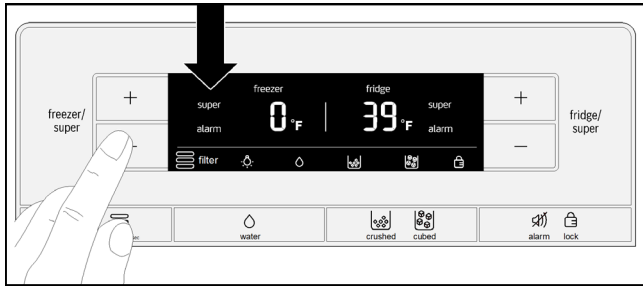 freezer fridge
super super
0 °F 39 °F
alarm alarm
filter
freezer/
super
+
+
–
fridge/
super
water
crushed cubed
alarm lock